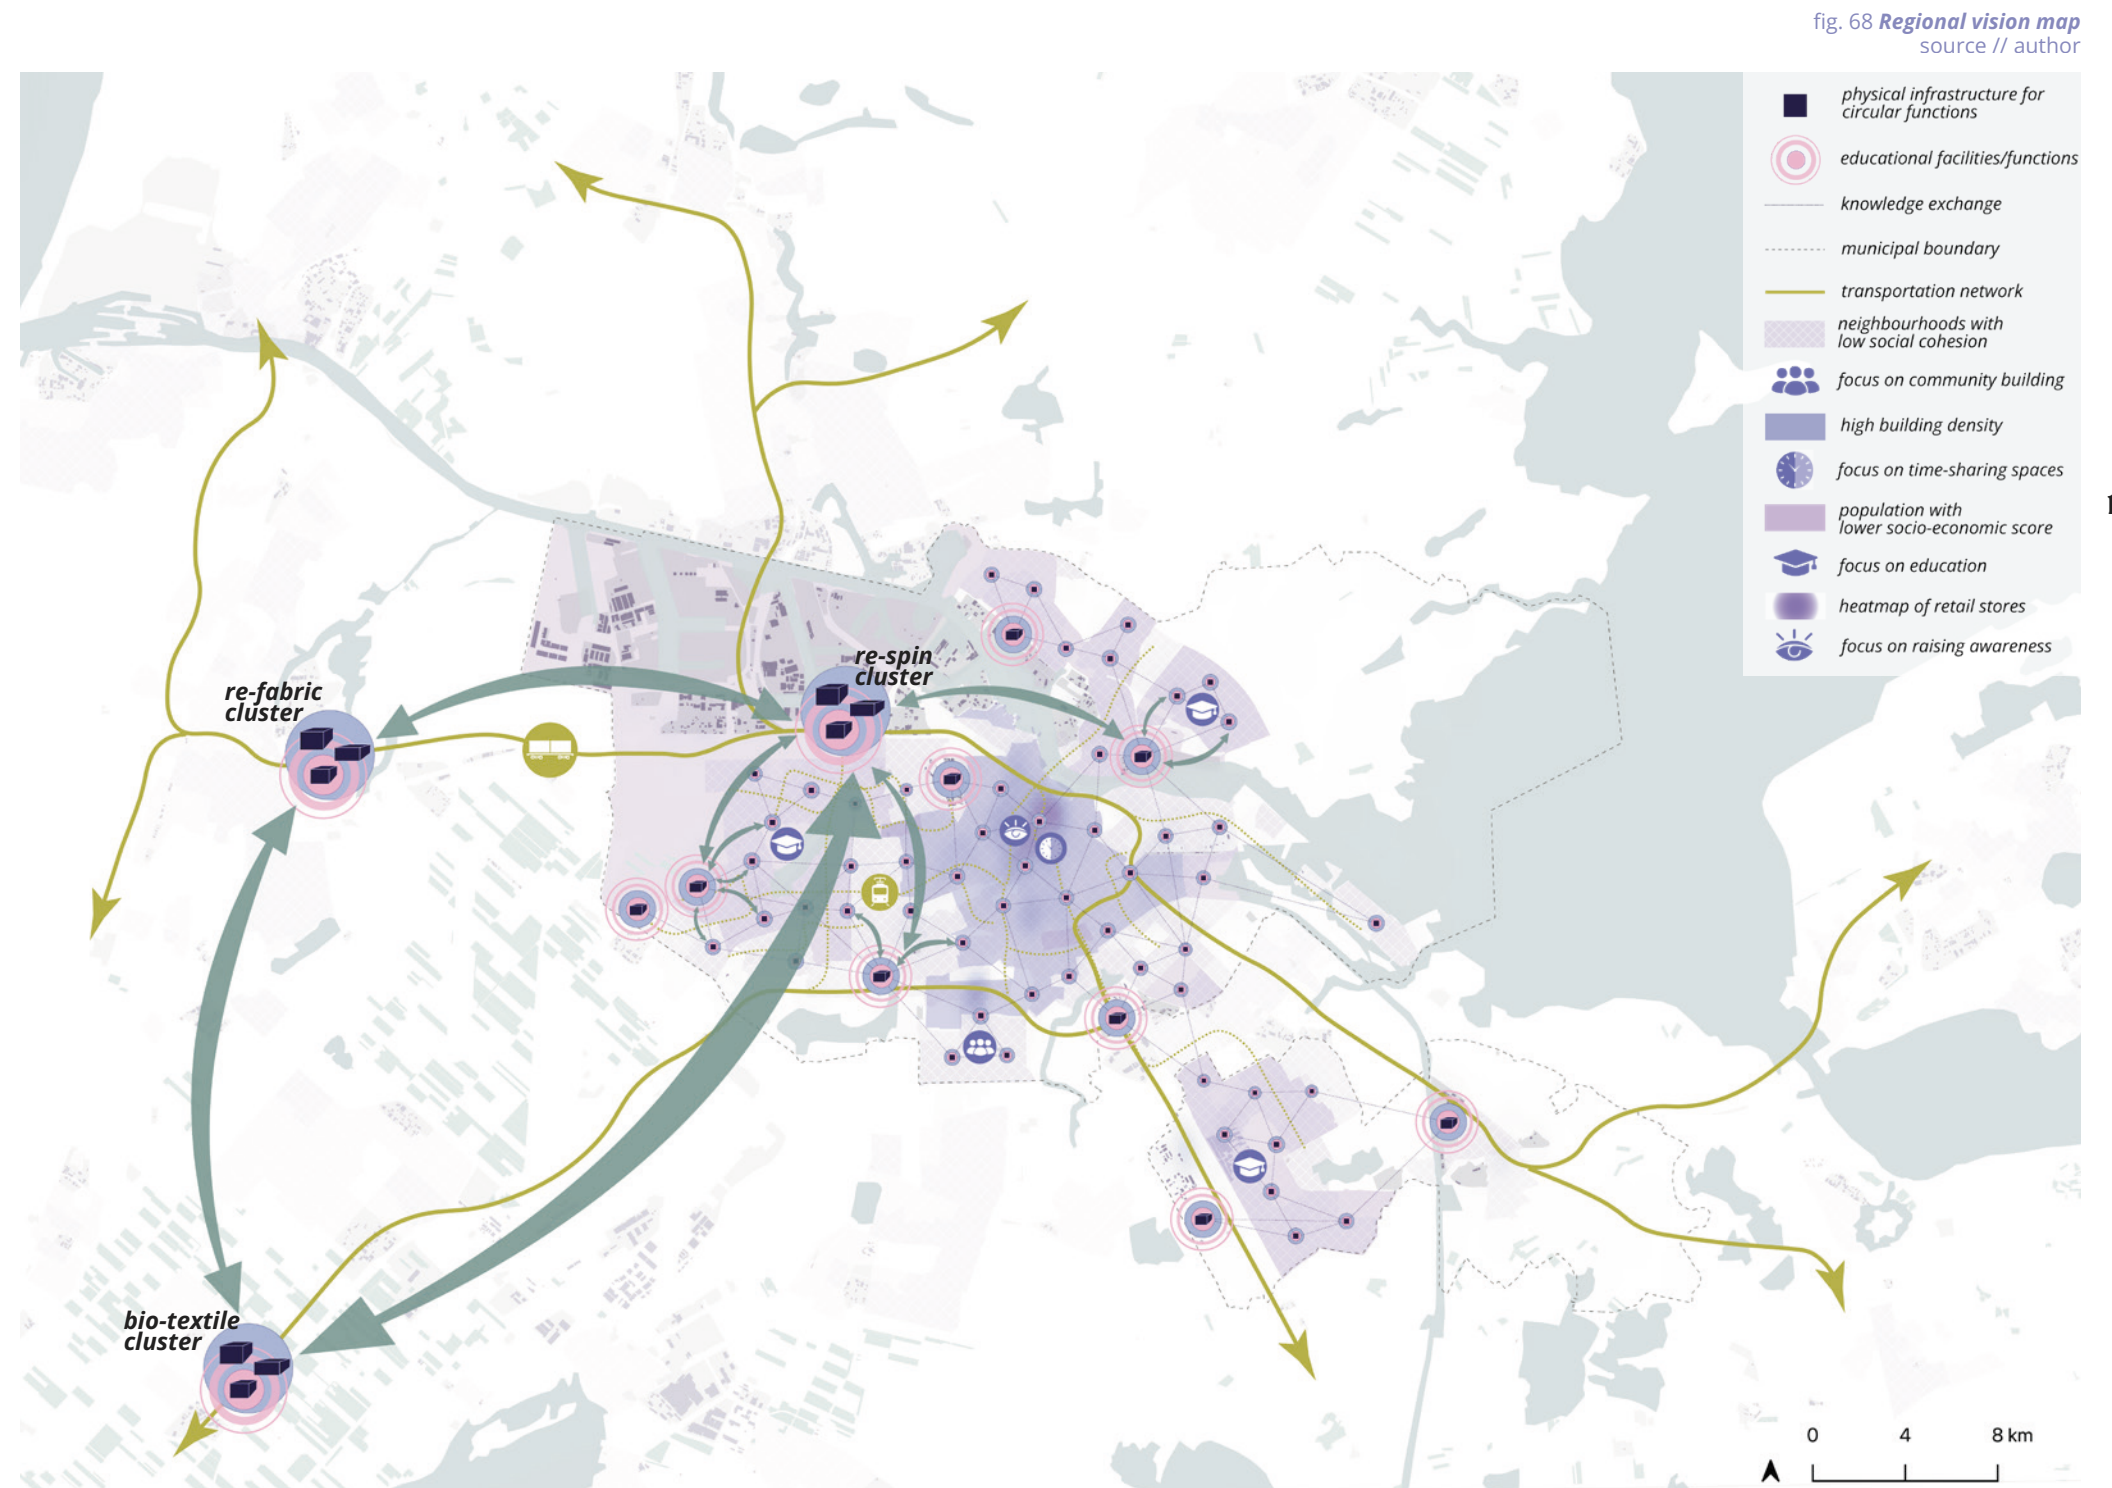 fig. 68 Regional vision map
source // author
physical infrastructure for
circular functions
educational facilities/functions
knowledge exchange
municipal boundary
transportation network
neighbourhoods with
low social cohesion
focus on community building
high building density
focus on time-sharing spaces
population with
lower socio-economic score
focus on education
heatmap of retail stores
focus on raising awareness
re-spin
cluster
re-fabric
cluster
bio-textile
cluster
0 4 8 km